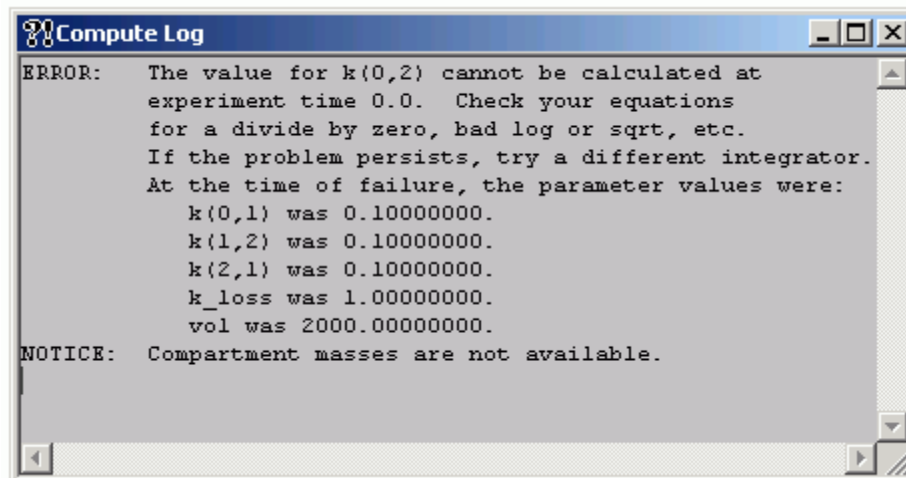 ?!Compute Log
ERROR: The value for k(0,2) cannot be calculated at
experiment time 0.0. Check your equations
for a divide by zero, bad log or sqrt, etc.
If the problem persists, try a different integrator.
At the time of failure, the parameter values were:
k(0,1) was 0.10000000.
k(1,2) was 0.10000000.
k(2,1) was 0.10000000.
k_loss was 1.00000000.
vol was 2000.00000000.
NOTICE: Compartment masses are not available.